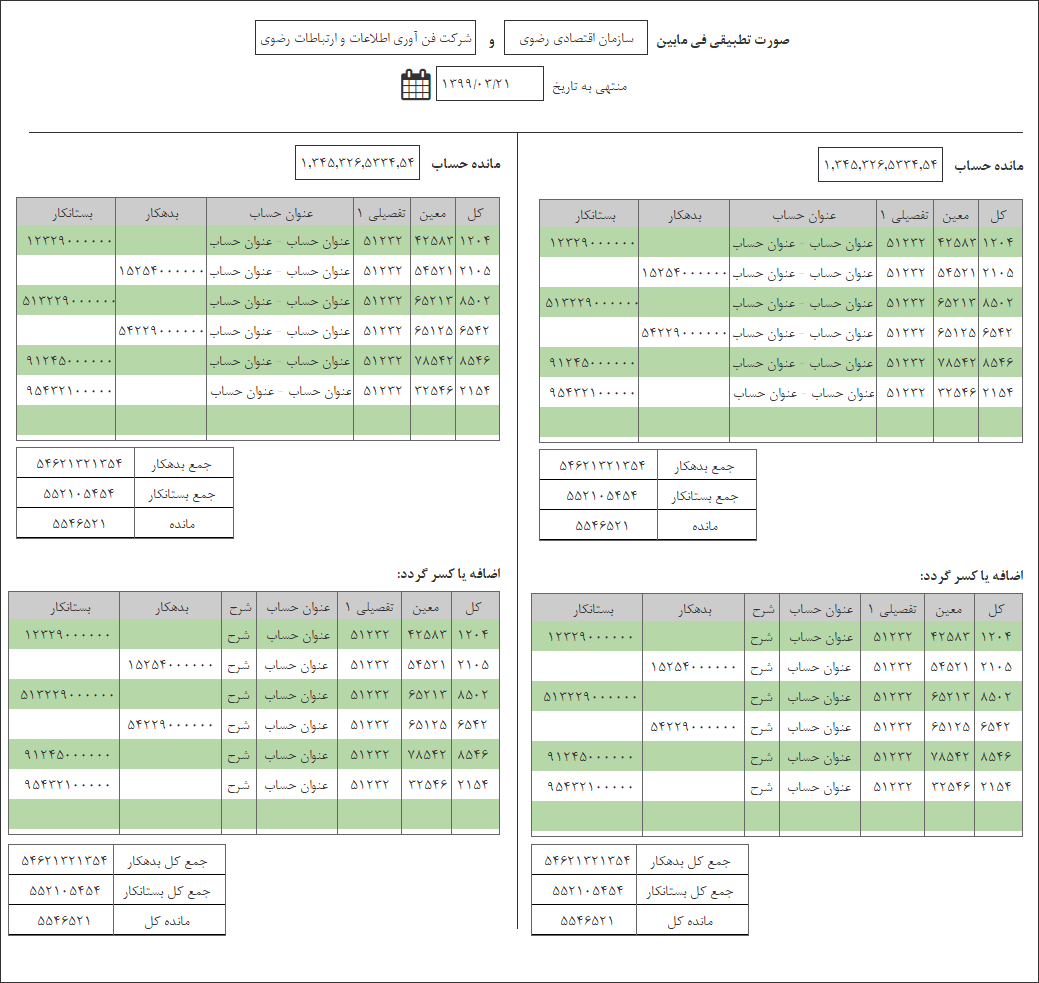 صورت تطبیقی فی مابین سازمان اقتصادی رضوی و شرکت فن آوری اطلاعات و ارتباطات رضوی
منتهی به تاریخ ۱۳۹۹/۰۳/۲۱
مانده حساب ۱,۳۴۵,۳۲۶,۵۳۳۴,۵۴
کل معین تفصیلی ۱ عنوان حساب بدهکار بستانکار
۱۲۰۴ ۴۲۵۸۳ ۵۱۲۳۲ عنوان حساب - عنوان حساب ۱۲۳۲۹۰۰۰۰۰۰
۲۱۰۵ ۵۴۵۲۱ ۵۱۲۳۲ عنوان حساب - عنوان حساب ۱۵۲۵۴۰۰۰۰۰۰
۸۵۰۲ ۶۵۲۱۳ ۵۱۲۳۲ عنوان حساب - عنوان حساب ۵۱۳۲۲۹۰۰۰۰۰۰
۶۵۴۲ ۶۵۱۲۵ ۵۱۲۳۲ عنوان حساب - عنوان حساب ۵۴۲۲۹۰۰۰۰۰۰
۸۵۴۶ ۷۸۵۴۲ ۵۱۲۳۲ عنوان حساب - عنوان حساب ۹۱۲۴۵۰۰۰۰۰۰
۲۱۵۴ ۳۲۵۴۶ ۵۱۲۳۲ عنوان حساب - عنوان حساب ۹۵۴۳۲۱۰۰۰۰۰
جمع بدهکار ۵۴۶۲۱۳۲۱۳۵۴
جمع بستانکار ۵۵۲۱۰۵۴۵۴
مانده ۵۵۴۶۵۲۱
اضافه یا کسر گردد:
کل معین تفصیلی ۱ عنوان حساب شرح بدهکار بستانکار
۱۲۰۴ ۴۲۵۸۳ ۵۱۲۳۲ عنوان حساب شرح ۱۲۳۲۹۰۰۰۰۰۰
۲۱۰۵ ۵۴۵۲۱ ۵۱۲۳۲ عنوان حساب شرح ۱۵۲۵۴۰۰۰۰۰۰
۸۵۰۲ ۶۵۲۱۳ ۵۱۲۳۲ عنوان حساب شرح ۵۱۳۲۲۹۰۰۰۰۰۰
۶۵۴۲ ۶۵۱۲۵ ۵۱۲۳۲ عنوان حساب شرح ۵۴۲۲۹۰۰۰۰۰۰
۸۵۴۶ ۷۸۵۴۲ ۵۱۲۳۲ عنوان حساب شرح ۹۱۲۴۵۰۰۰۰۰۰
۲۱۵۴ ۳۲۵۴۶ ۵۱۲۳۲ عنوان حساب شرح ۹۵۴۳۲۱۰۰۰۰۰
جمع کل بدهکار ۵۴۶۲۱۳۲۱۳۵۴
جمع کل بستانکار ۵۵۲۱۰۵۴۵۴
مانده کل ۵۵۴۶۵۲۱
مانده حساب ۱,۳۴۵,۳۲۶,۵۳۳۴,۵۴
کل معین تفصیلی ۱ عنوان حساب بدهکار بستانکار
۱۲۰۴ ۴۲۵۸۳ ۵۱۲۳۲ عنوان حساب - عنوان حساب ۱۲۳۲۹۰۰۰۰۰۰
۲۱۰۵ ۵۴۵۲۱ ۵۱۲۳۲ عنوان حساب - عنوان حساب ۱۵۲۵۴۰۰۰۰۰۰
۸۵۰۲ ۶۵۲۱۳ ۵۱۲۳۲ عنوان حساب - عنوان حساب ۵۱۳۲۲۹۰۰۰۰۰۰
۶۵۴۲ ۶۵۱۲۵ ۵۱۲۳۲ عنوان حساب - عنوان حساب ۵۴۲۲۹۰۰۰۰۰۰
۸۵۴۶ ۷۸۵۴۲ ۵۱۲۳۲ عنوان حساب - عنوان حساب ۹۱۲۴۵۰۰۰۰۰۰
۲۱۵۴ ۳۲۵۴۶ ۵۱۲۳۲ عنوان حساب - عنوان حساب ۹۵۴۳۲۱۰۰۰۰۰
جمع بدهکار ۵۴۶۲۱۳۲۱۳۵۴
جمع بستانکار ۵۵۲۱۰۵۴۵۴
مانده ۵۵۴۶۵۲۱
اضافه یا کسر گردد:
کل معین تفصیلی ۱ عنوان حساب شرح بدهکار بستانکار
۱۲۰۴ ۴۲۵۸۳ ۵۱۲۳۲ عنوان حساب شرح ۱۲۳۲۹۰۰۰۰۰۰
۲۱۰۵ ۵۴۵۲۱ ۵۱۲۳۲ عنوان حساب شرح ۱۵۲۵۴۰۰۰۰۰۰
۸۵۰۲ ۶۵۲۱۳ ۵۱۲۳۲ عنوان حساب شرح ۵۱۳۲۲۹۰۰۰۰۰۰
۶۵۴۲ ۶۵۱۲۵ ۵۱۲۳۲ عنوان حساب شرح ۵۴۲۲۹۰۰۰۰۰۰
۸۵۴۶ ۷۸۵۴۲ ۵۱۲۳۲ عنوان حساب شرح ۹۱۲۴۵۰۰۰۰۰۰
۲۱۵۴ ۳۲۵۴۶ ۵۱۲۳۲ عنوان حساب شرح ۹۵۴۳۲۱۰۰۰۰۰
جمع کل بدهکار ۵۴۶۲۱۳۲۱۳۵۴
جمع کل بستانکار ۵۵۲۱۰۵۴۵۴
مانده کل ۵۵۴۶۵۲۱